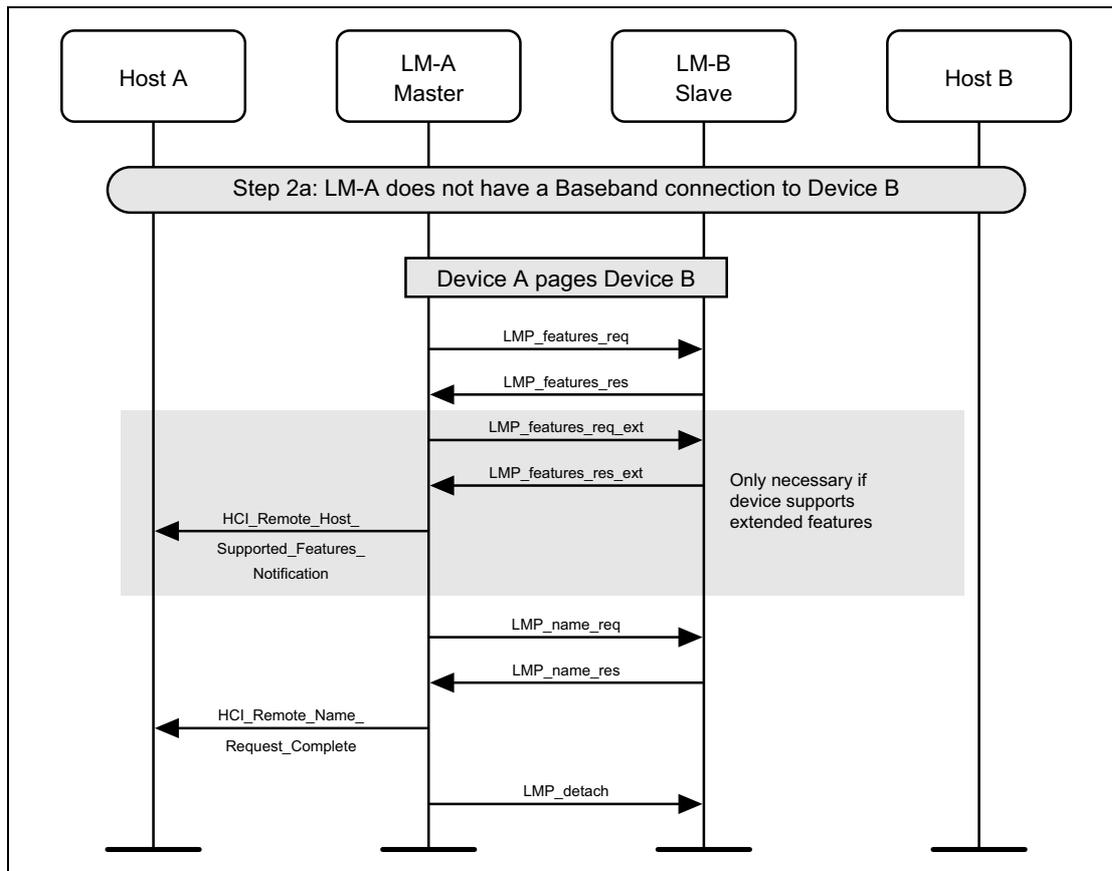 Host A
LM-A
Master
LM-B
Slave
Host B
Step 2a: LM-A does not have a Baseband connection to Device B
Device A pages Device B
LMP_features_req
LMP_features_res
LMP_features_req_ext
LMP_features_res_ext
Only necessary if
device supports
extended features
HCI_Remote_Host_
Supported_Features_
Notification
LMP_name_req
LMP_name_res
HCI_Remote_Name_
Request_Complete
LMP_detach